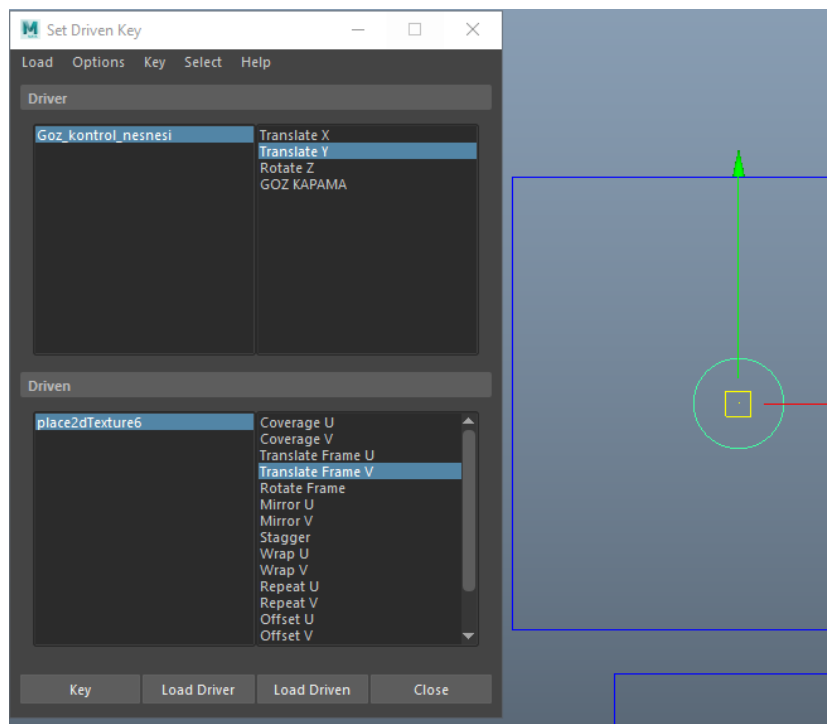 Set Driven Key
Load Options Key Select Help
Driver
Goz_kontrol_nesnesi
Translate X
Translate Y
Rotate Z
GOZ KAPAMA
Driven
place2dTexture6
Coverage U
Coverage V
Translate Frame U
Translate Frame V
Rotate Frame
Mirror U
Mirror V
Stagger
Wrap U
Wrap V
Repeat U
Repeat V
Offset U
Offset V
Key Load Driver Load Driven Close